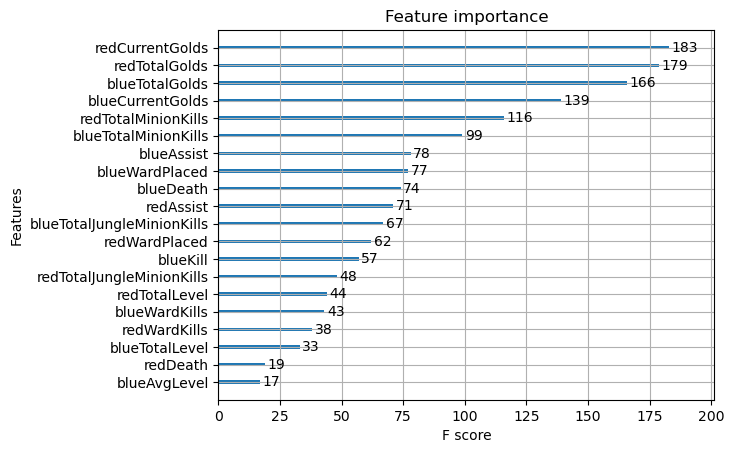 Feature importance
Features
redCurrentGolds 183
redTotalGolds 179
blueTotalGolds 166
blueCurrentGolds 139
redTotalMinionKills 116
blueTotalMinionKills 99
blueAssist 78
blueWardPlaced 77
blueDeath 74
redAssist 71
blueTotalJungleMinionKills 67
redWardPlaced 62
blueKill 57
redTotalJungleMinionKills 48
redTotalLevel 44
blueWardKills 43
redWardKills 38
blueTotalLevel 33
redDeath 19
blueAvgLevel 17
0 25 50 75 100 125 150 175 200
F score